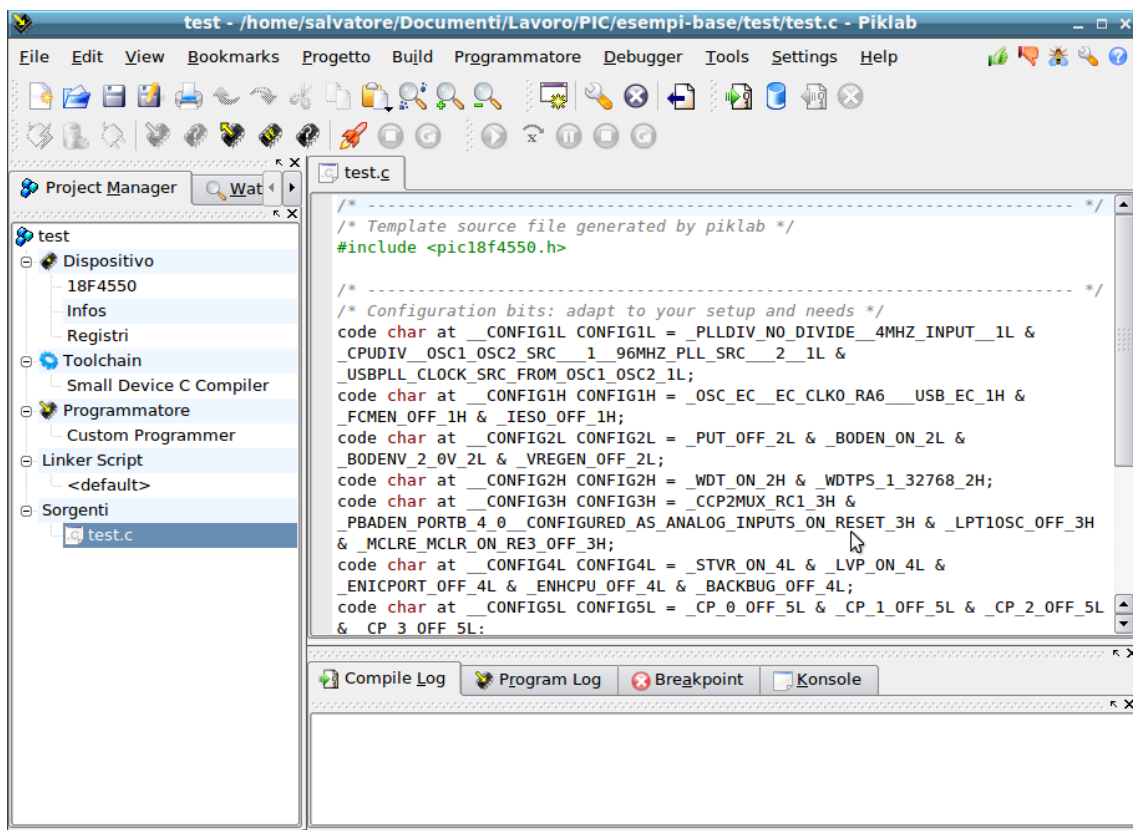 test - /home/salvatore/Documenti/Lavoro/PIC/esempi-base/test/test.c - Piklab
File Edit View Bookmarks Progetto Build Programmatore Debugger Tools Settings Help
Project Manager
Wat
test
Dispositivo
18F4550
Infos
Registri
Toolchain
Small Device C Compiler
Programmatore
Custom Programmer
Linker Script
<default>
Sorgenti
test.c
test.c
/* ----------------------------------------------------------------------- */
/* Template source file generated by piklab */
#include <pic18f4550.h>
/* ----------------------------------------------------------------------- */
/* Configuration bits: adapt to your setup and needs */
code char at __CONFIG1L CONFIG1L = _PLLDIV_NO_DIVIDE__4MHZ_INPUT__1L &
_CPUDIV__OSC1_OSC2_SRC___1__96MHZ_PLL_SRC___2__1L &
_USBPLL_CLOCK_SRC_FROM_OSC1_OSC2_1L;
code char at __CONFIG1H CONFIG1H = _OSC_EC__EC_CLKO_RA6___USB_EC_1H &
_FCMEN_OFF_1H & _IESO_OFF_1H;
code char at __CONFIG2L CONFIG2L = _PUT_OFF_2L & _BODEN_ON_2L &
_BODENV_2_0V_2L & _VREGEN_OFF_2L;
code char at __CONFIG2H CONFIG2H = _WDT_ON_2H & _WDTPS_1_32768_2H;
code char at __CONFIG3H CONFIG3H = _CCP2MUX_RC1_3H &
_PBADEN_PORTB_4_0__CONFIGURED_AS_ANALOG_INPUTS_ON_RESET_3H & _LPT1OSC_OFF_3H
& _MCLRE_MCLR_ON_RE3_OFF_3H;
code char at __CONFIG4L CONFIG4L = _STVR_ON_4L & _LVP_ON_4L &
_ENICPORT_OFF_4L & _ENHCPU_OFF_4L & _BACKBUG_OFF_4L;
code char at __CONFIG5L CONFIG5L = _CP_0_OFF_5L & _CP_1_OFF_5L & _CP_2_OFF_5L
& _CP_3_OFF_5L;
Compile Log
Program Log
Breakpoint
Konsole